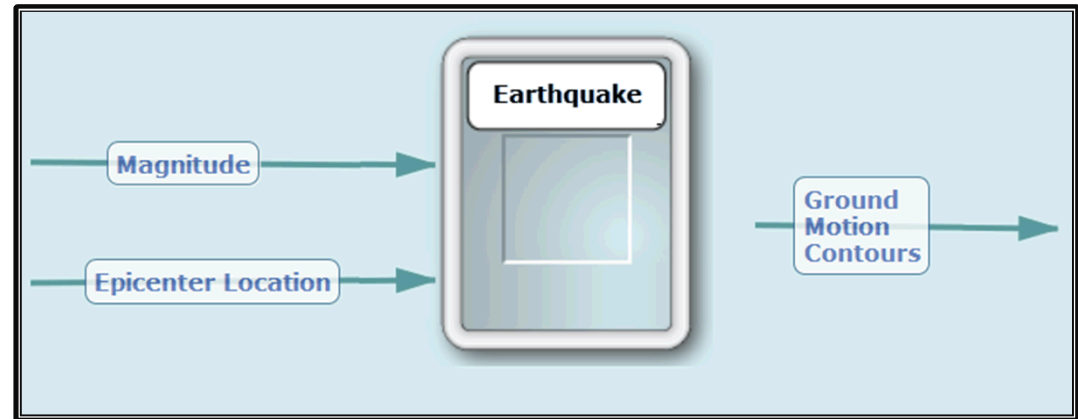 Earthquake
Magnitude
Epicenter Location
Ground
Motion
Contours